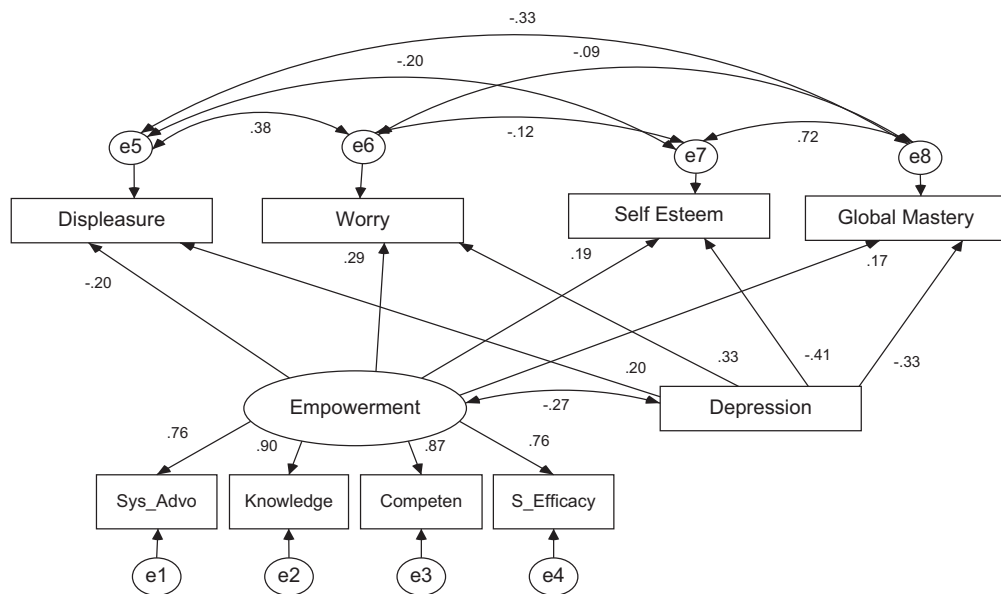 -.33
-.20
-.09
.38
-.12
.72
e5
e6
e7
e8
Displeasure
Worry
Self Esteem
Global Mastery
-.20
.29
.19
.17
.20
.33
-.41
-.33
Empowerment
-.27
Depression
.76
.90
.87
.76
Sys_Advo
Knowledge
Competen
S_Efficacy
e1
e2
e3
e4